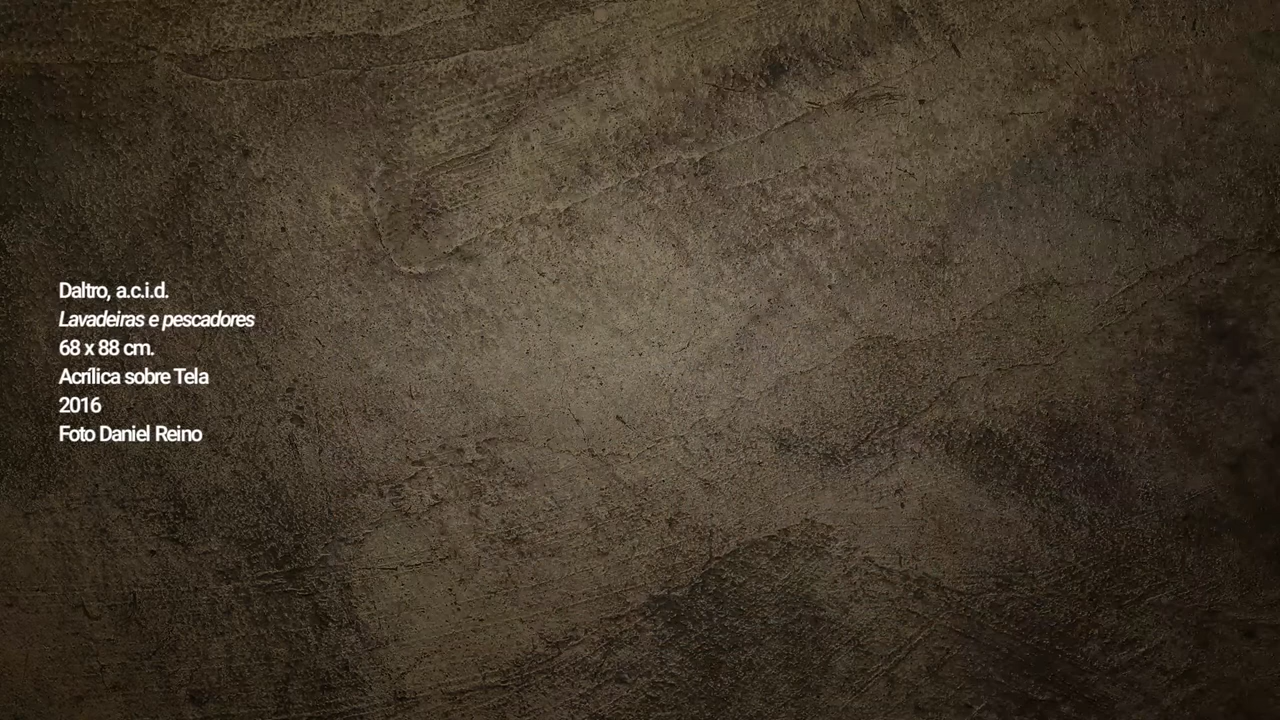 Daltro, a.c.i.d.
Lavadeiras e pescadores
68 x 88 cm.
Acrílica sobre Tela
2016
Foto Daniel Reino